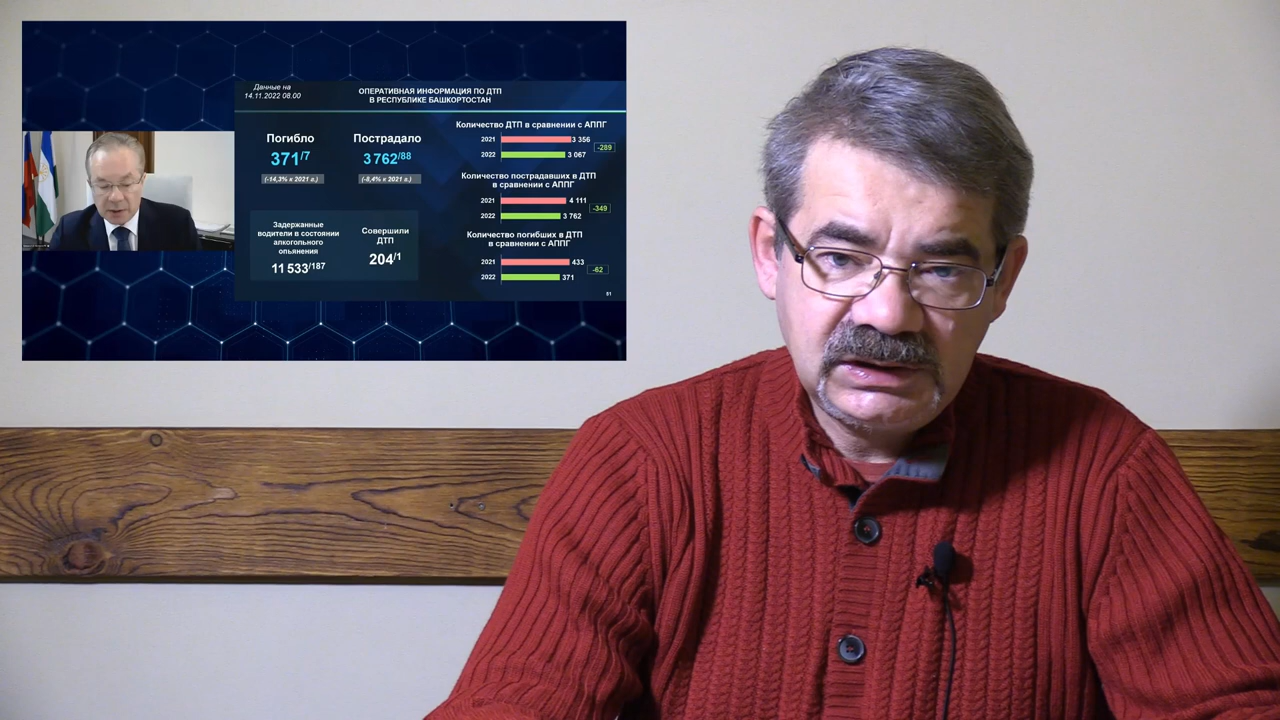 Данные на
14.11.2022 08.00
ОПЕРАТИВНАЯ ИНФОРМАЦИЯ ПО ДТП
В РЕСПУБЛИКЕ БАШКОРТОСТАН
Погибло
371/7
(-14,3% к 2021 г.)
Пострадало
3 762/88
(-8,4% к 2021 г.)
Задержанные
водители в состоянии
алкогольного
опьянения
11 533/187
Совершили
ДТП
204/1
Количество ДТП в сравнении с АППГ
2021 3 356
-289
2022 3 067
Количество пострадавших в ДТП
в сравнении с АППГ
2021 4 111
-349
2022 3 762
Количество погибших в ДТП
в сравнении с АППГ
2021 433
-62
2022 371
51